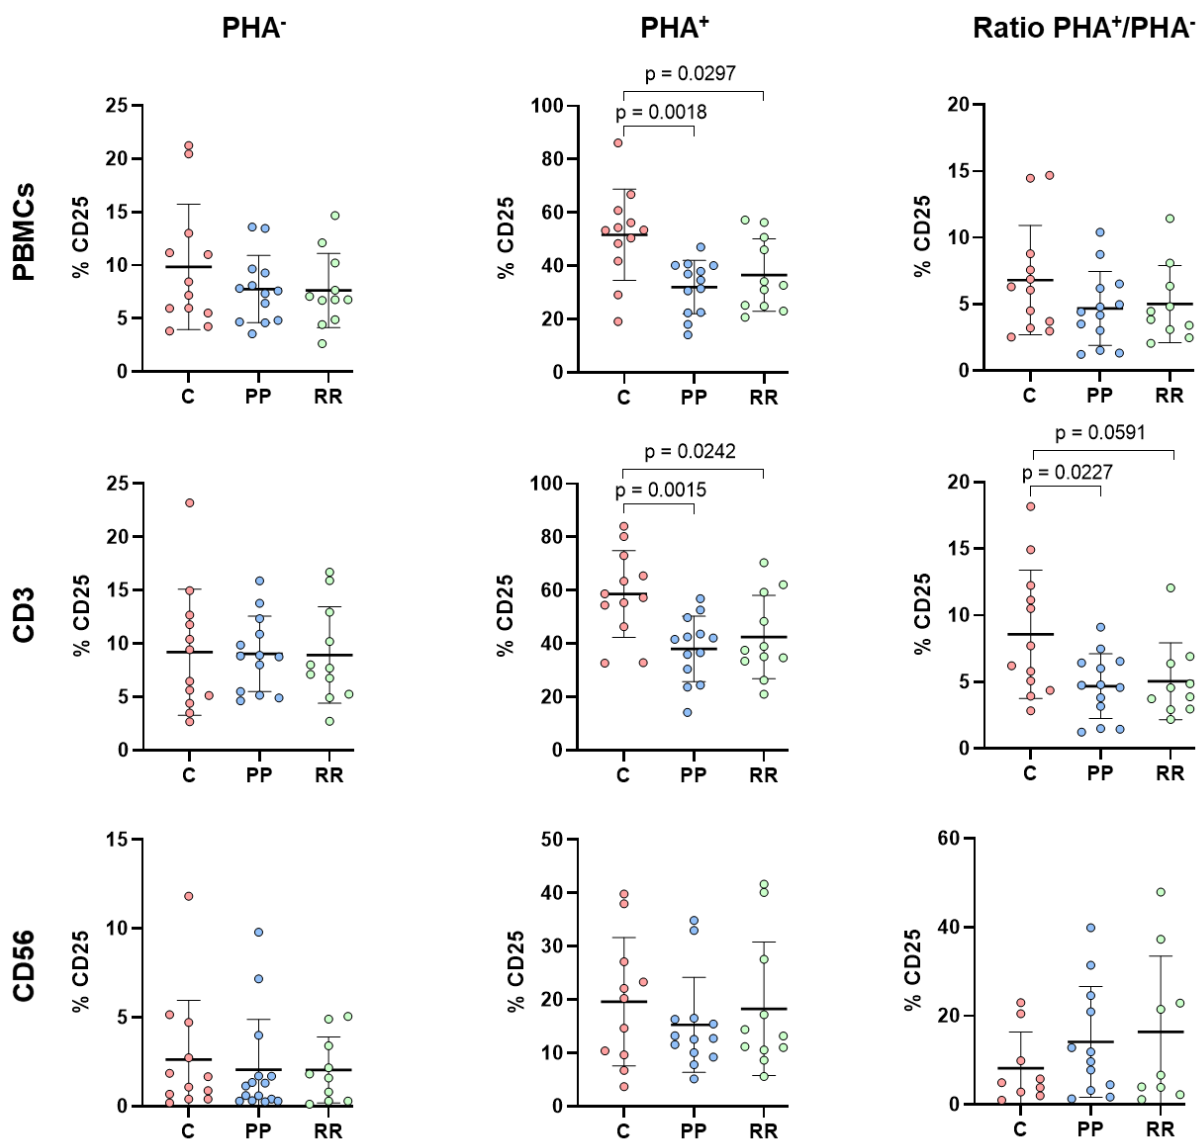 PHA⁻ PHA⁺ Ratio PHA⁺/PHA⁻
PBMCs
% CD25
25
20
15
10
5
0
C PP RR
p = 0.0297
p = 0.0018
% CD25
100
80
60
40
20
0
C PP RR
% CD25
20
15
10
5
0
C PP RR
CD3
% CD25
25
20
15
10
5
0
C PP RR
p = 0.0242
p = 0.0015
% CD25
100
80
60
40
20
0
C PP RR
p = 0.0591
p = 0.0227
% CD25
20
15
10
5
0
C PP RR
CD56
% CD25
15
10
5
0
C PP RR
% CD25
50
40
30
20
10
0
C PP RR
% CD25
60
40
20
0
C PP RR